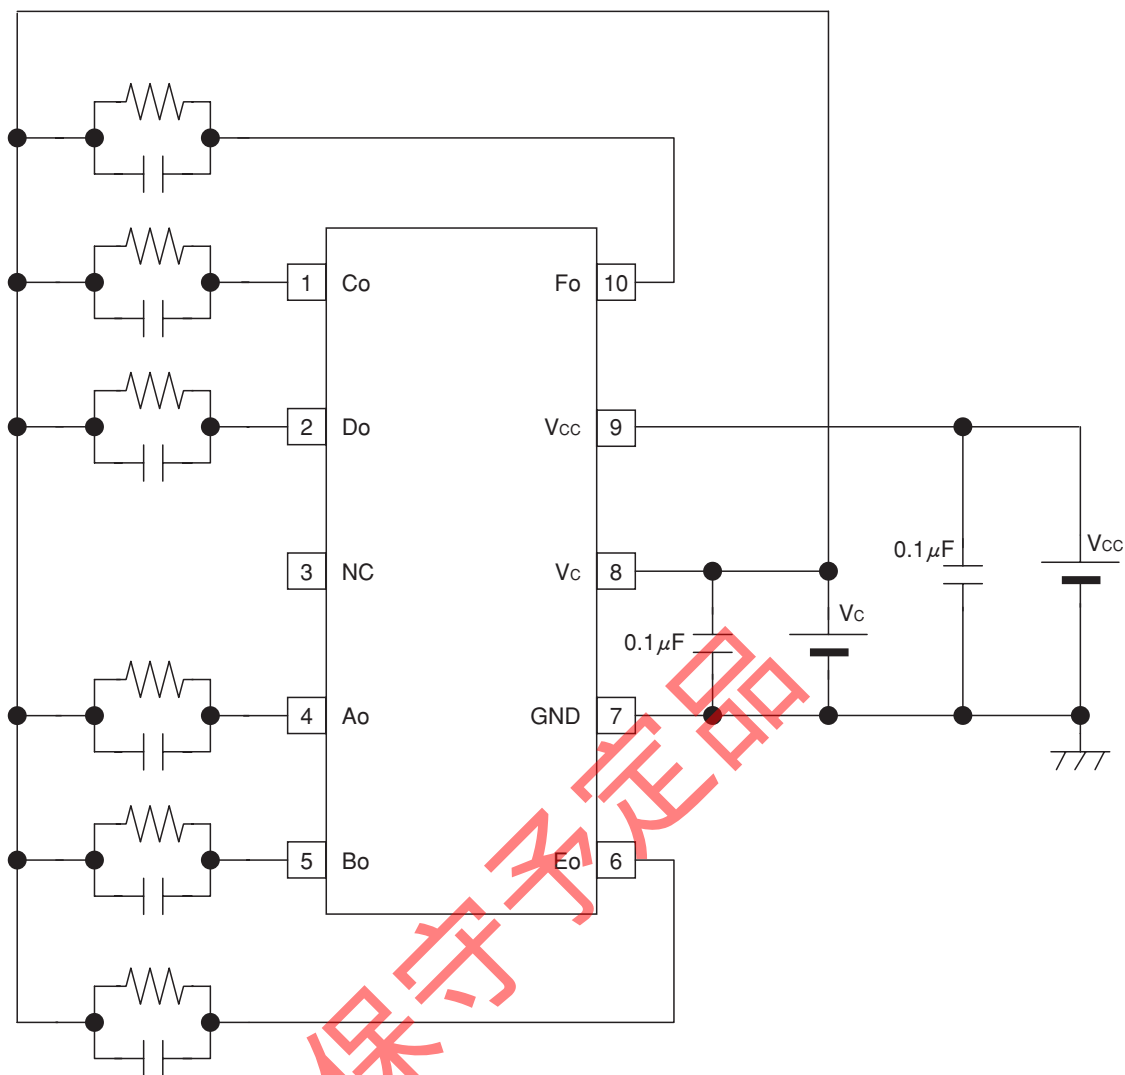 1 Co
Fo 10
2 Do
Vcc 9
3 NC
Vc 8
4 Ao
GND 7
5 Bo
Eo 6
0.1μF
Vc
0.1μF
Vcc
保守予定品